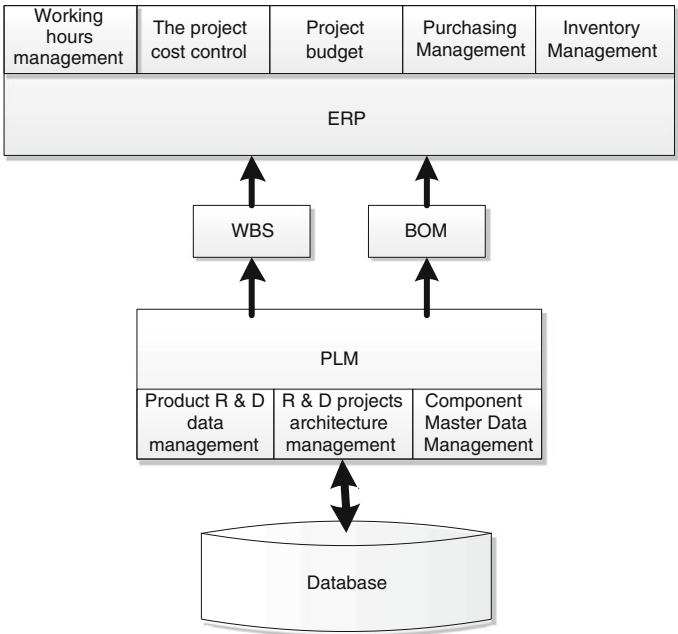 Working
hours
management
The project
cost control
Project
budget
Purchasing
Management
Inventory
Management
ERP
WBS
BOM
PLM
Product R & D
data
management
R & D projects
architecture
management
Component
Master Data
Management
Database